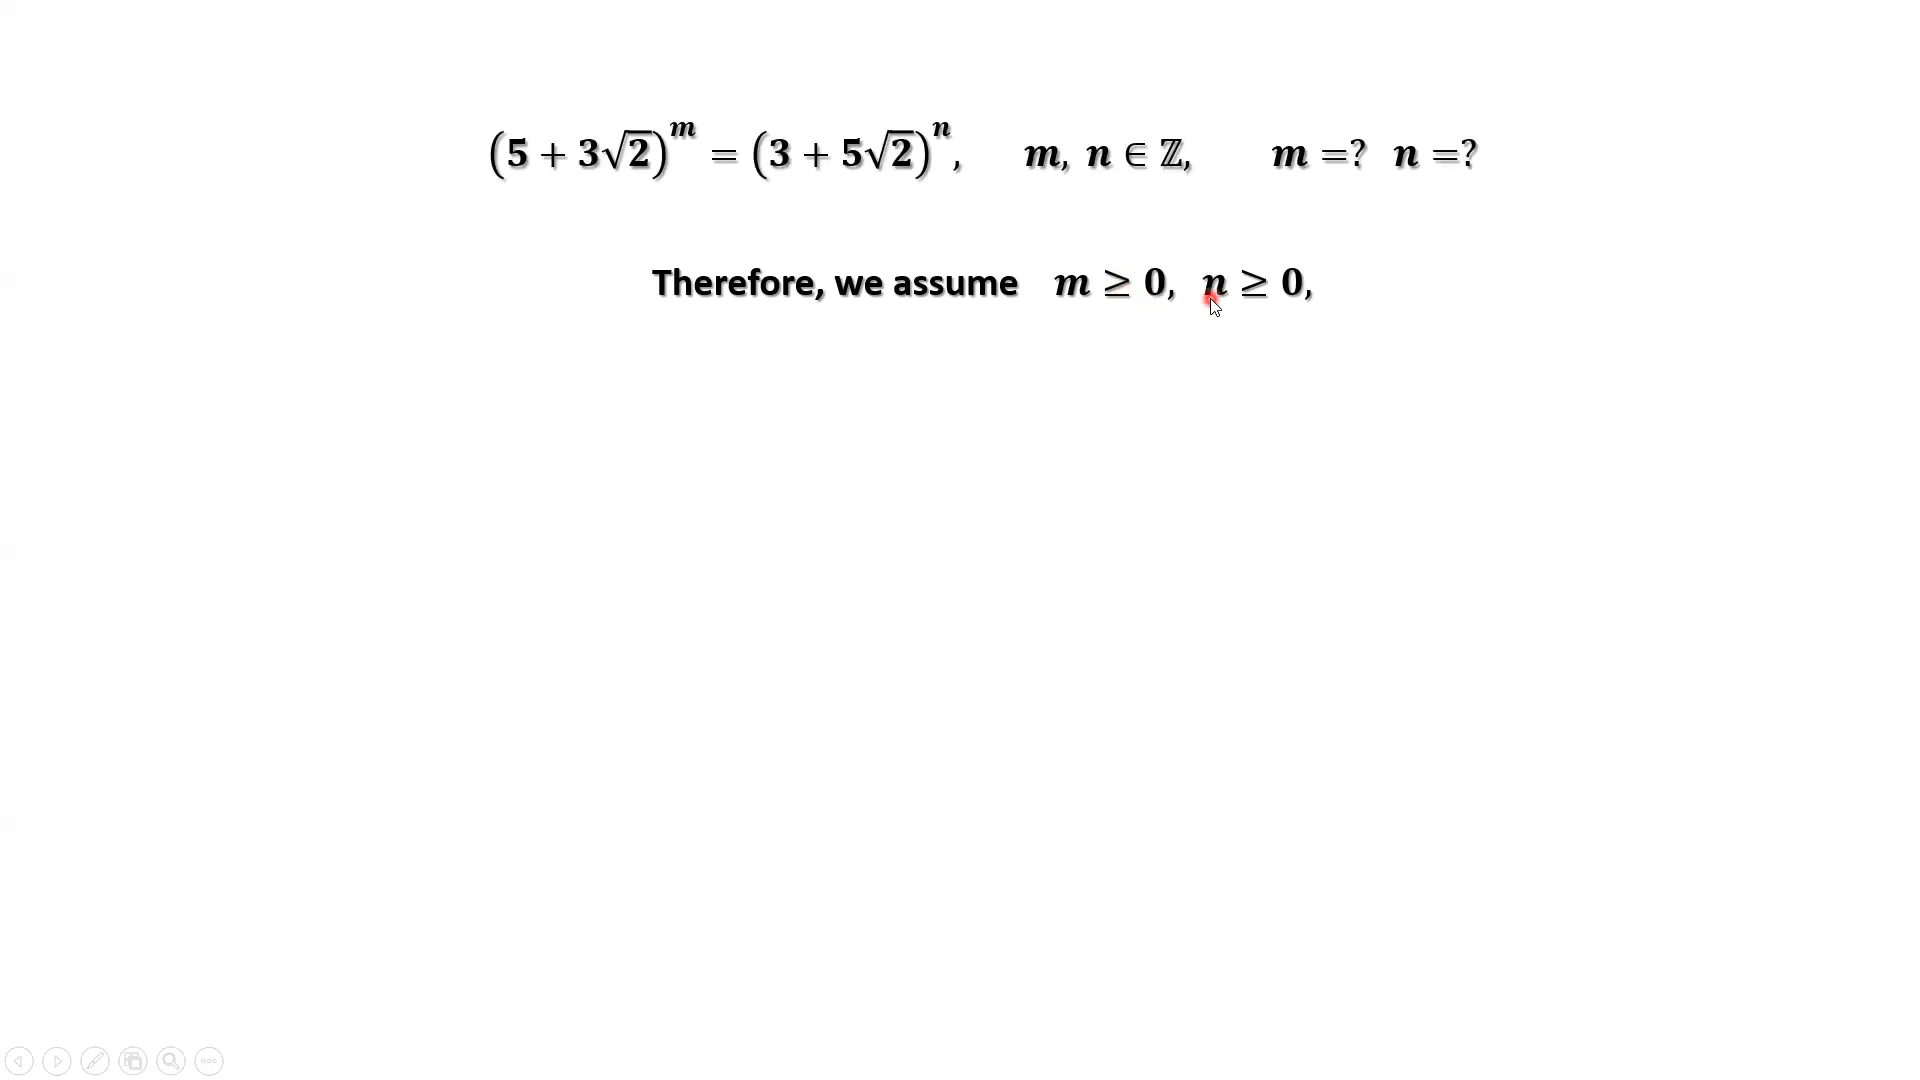 (5 + 3√2)^m = (3 + 5√2)^n, m, n ∈ ℤ, m =? n =?
Therefore, we assume m ≥ 0, n ≥ 0,